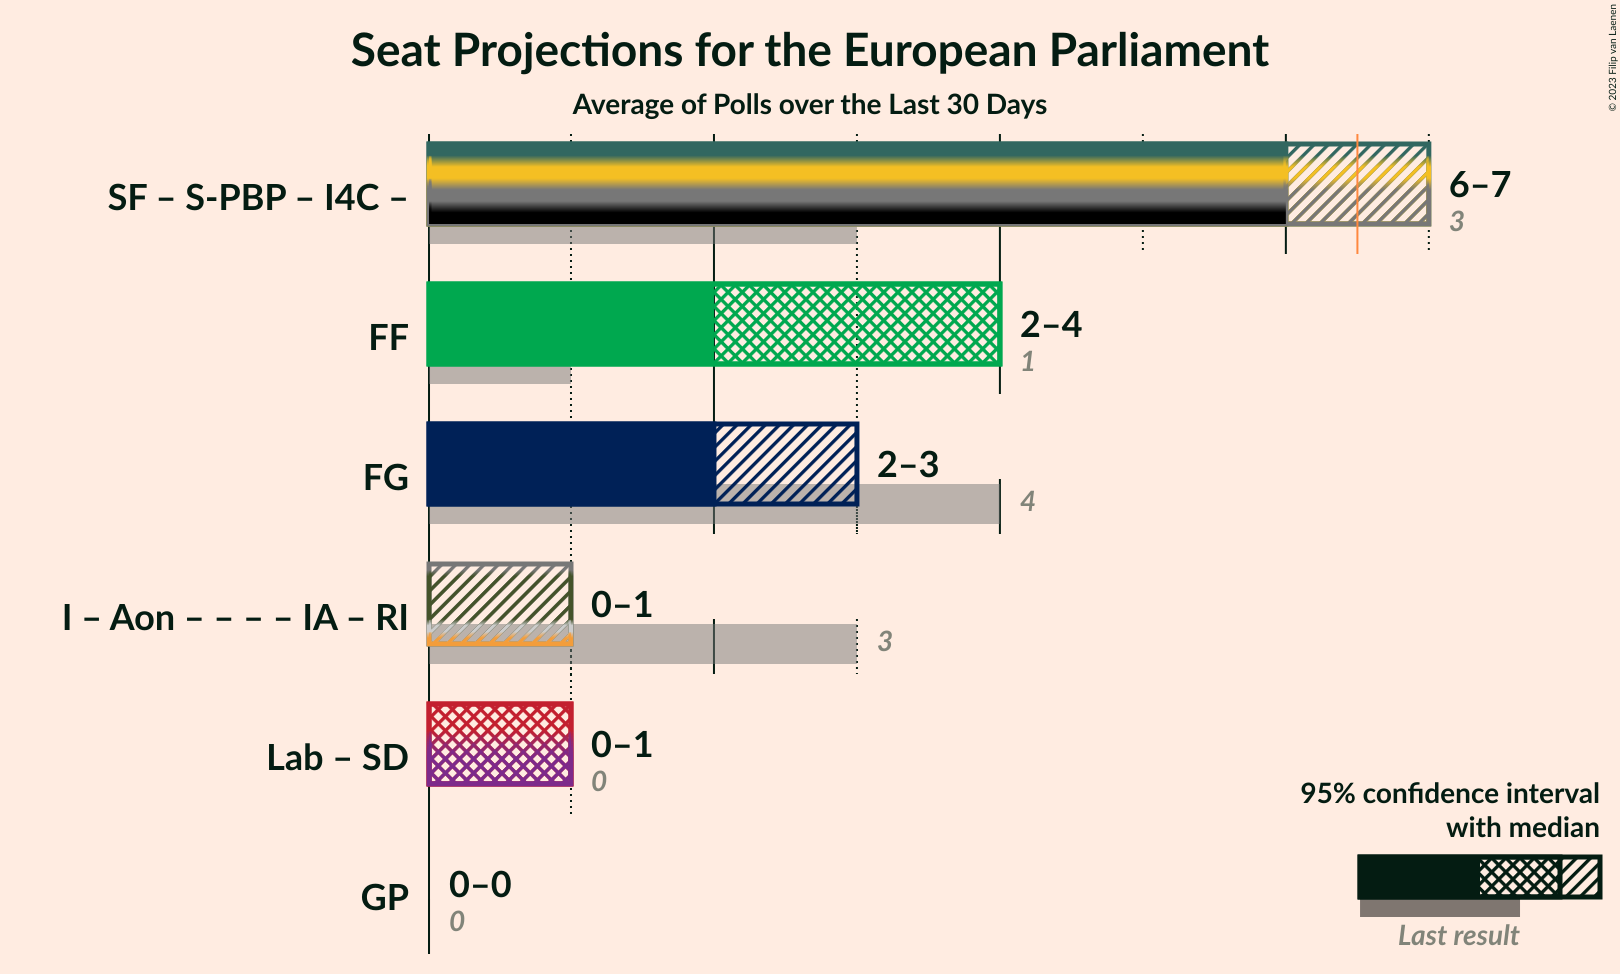 Seat Projections for the European Parliament
Average of Polls over the Last 30 Days
© 2023 Filip van Laenen
SF – S-PBP – I4C –
6–7
3
FF
2–4
1
FG
2–3
4
I – Aon – – – – IA – RI
0–1
3
Lab – SD
0–1
0
GP
0–0
0
95% confidence interval
with median
Last result